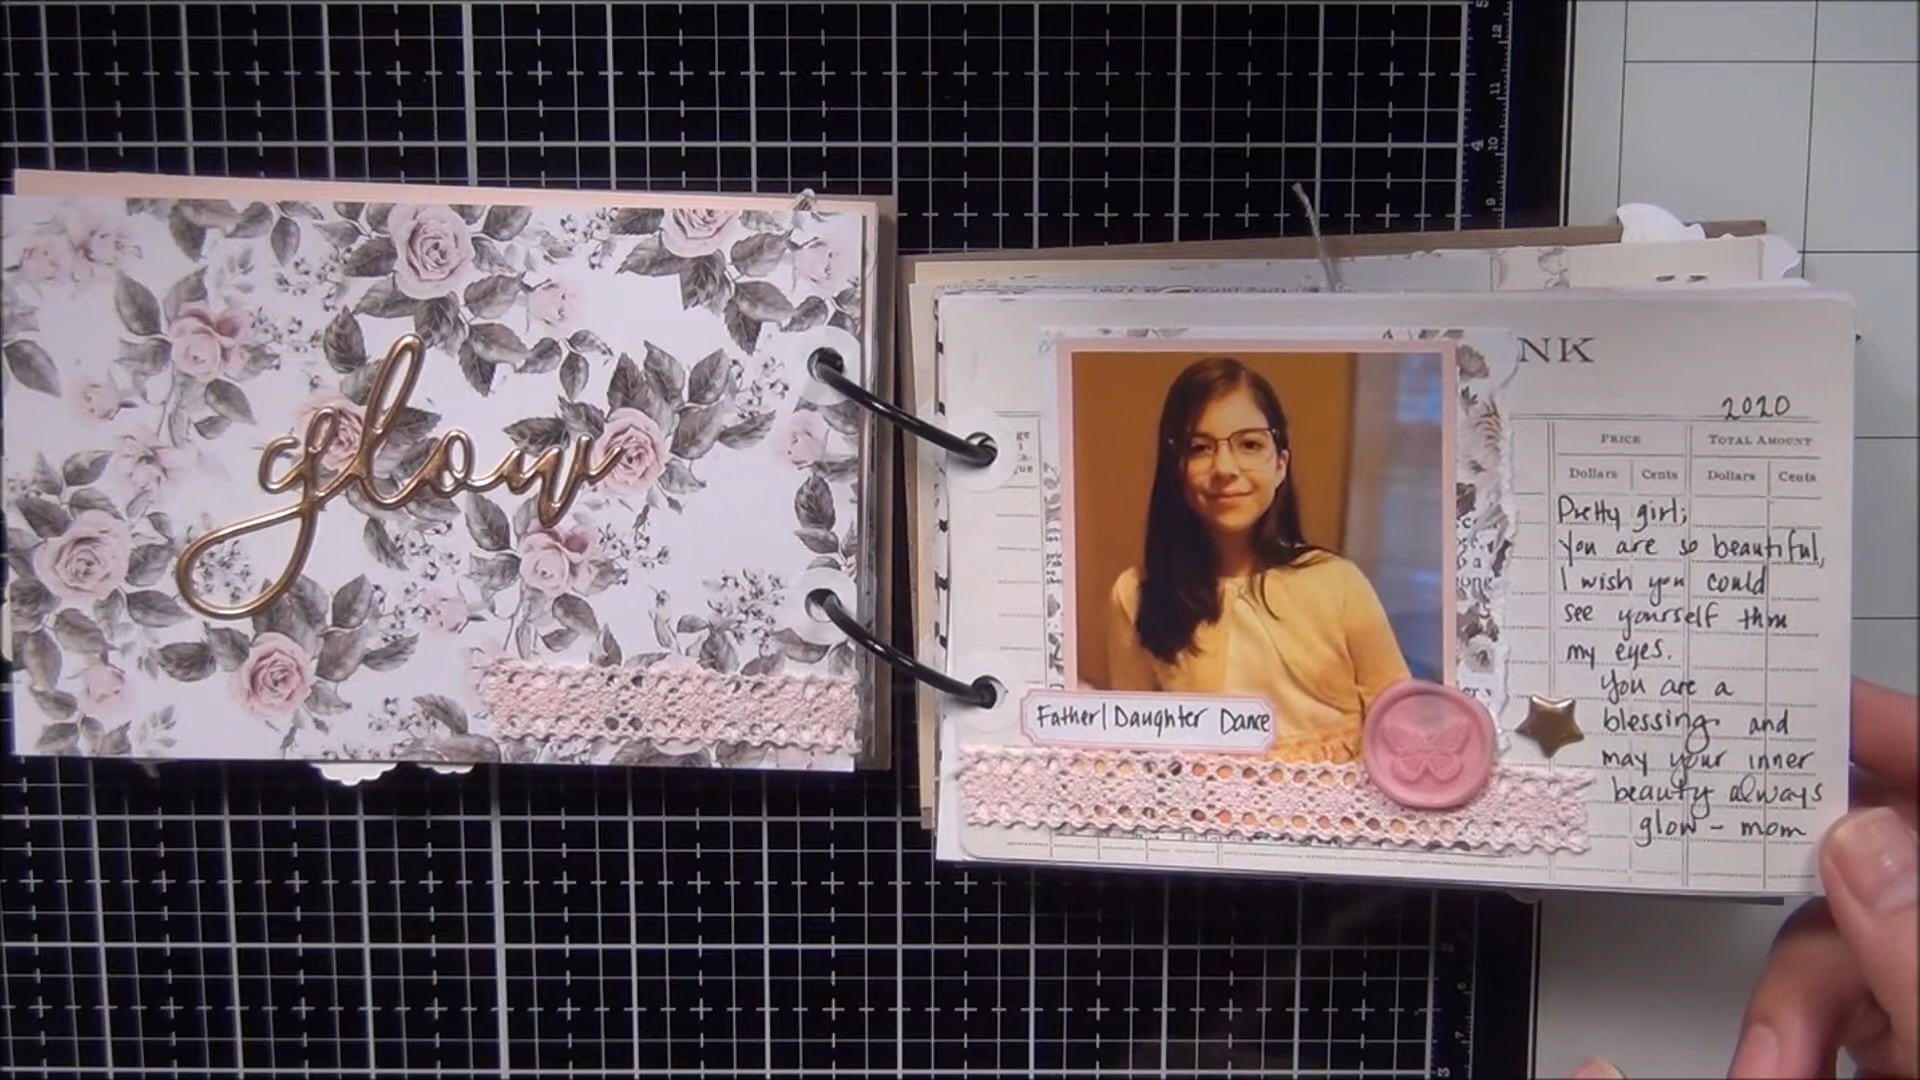 glow
NK
2020
PRICE
TOTAL AMOUNT
Dollars
Cents
Dollars
Cents
Pretty girl;
you are so beautiful,
I wish you could
see yourself thru
my eyes.
You are a
blessing and
may your inner
beauty always
glow - mom
Father/Daughter Dance